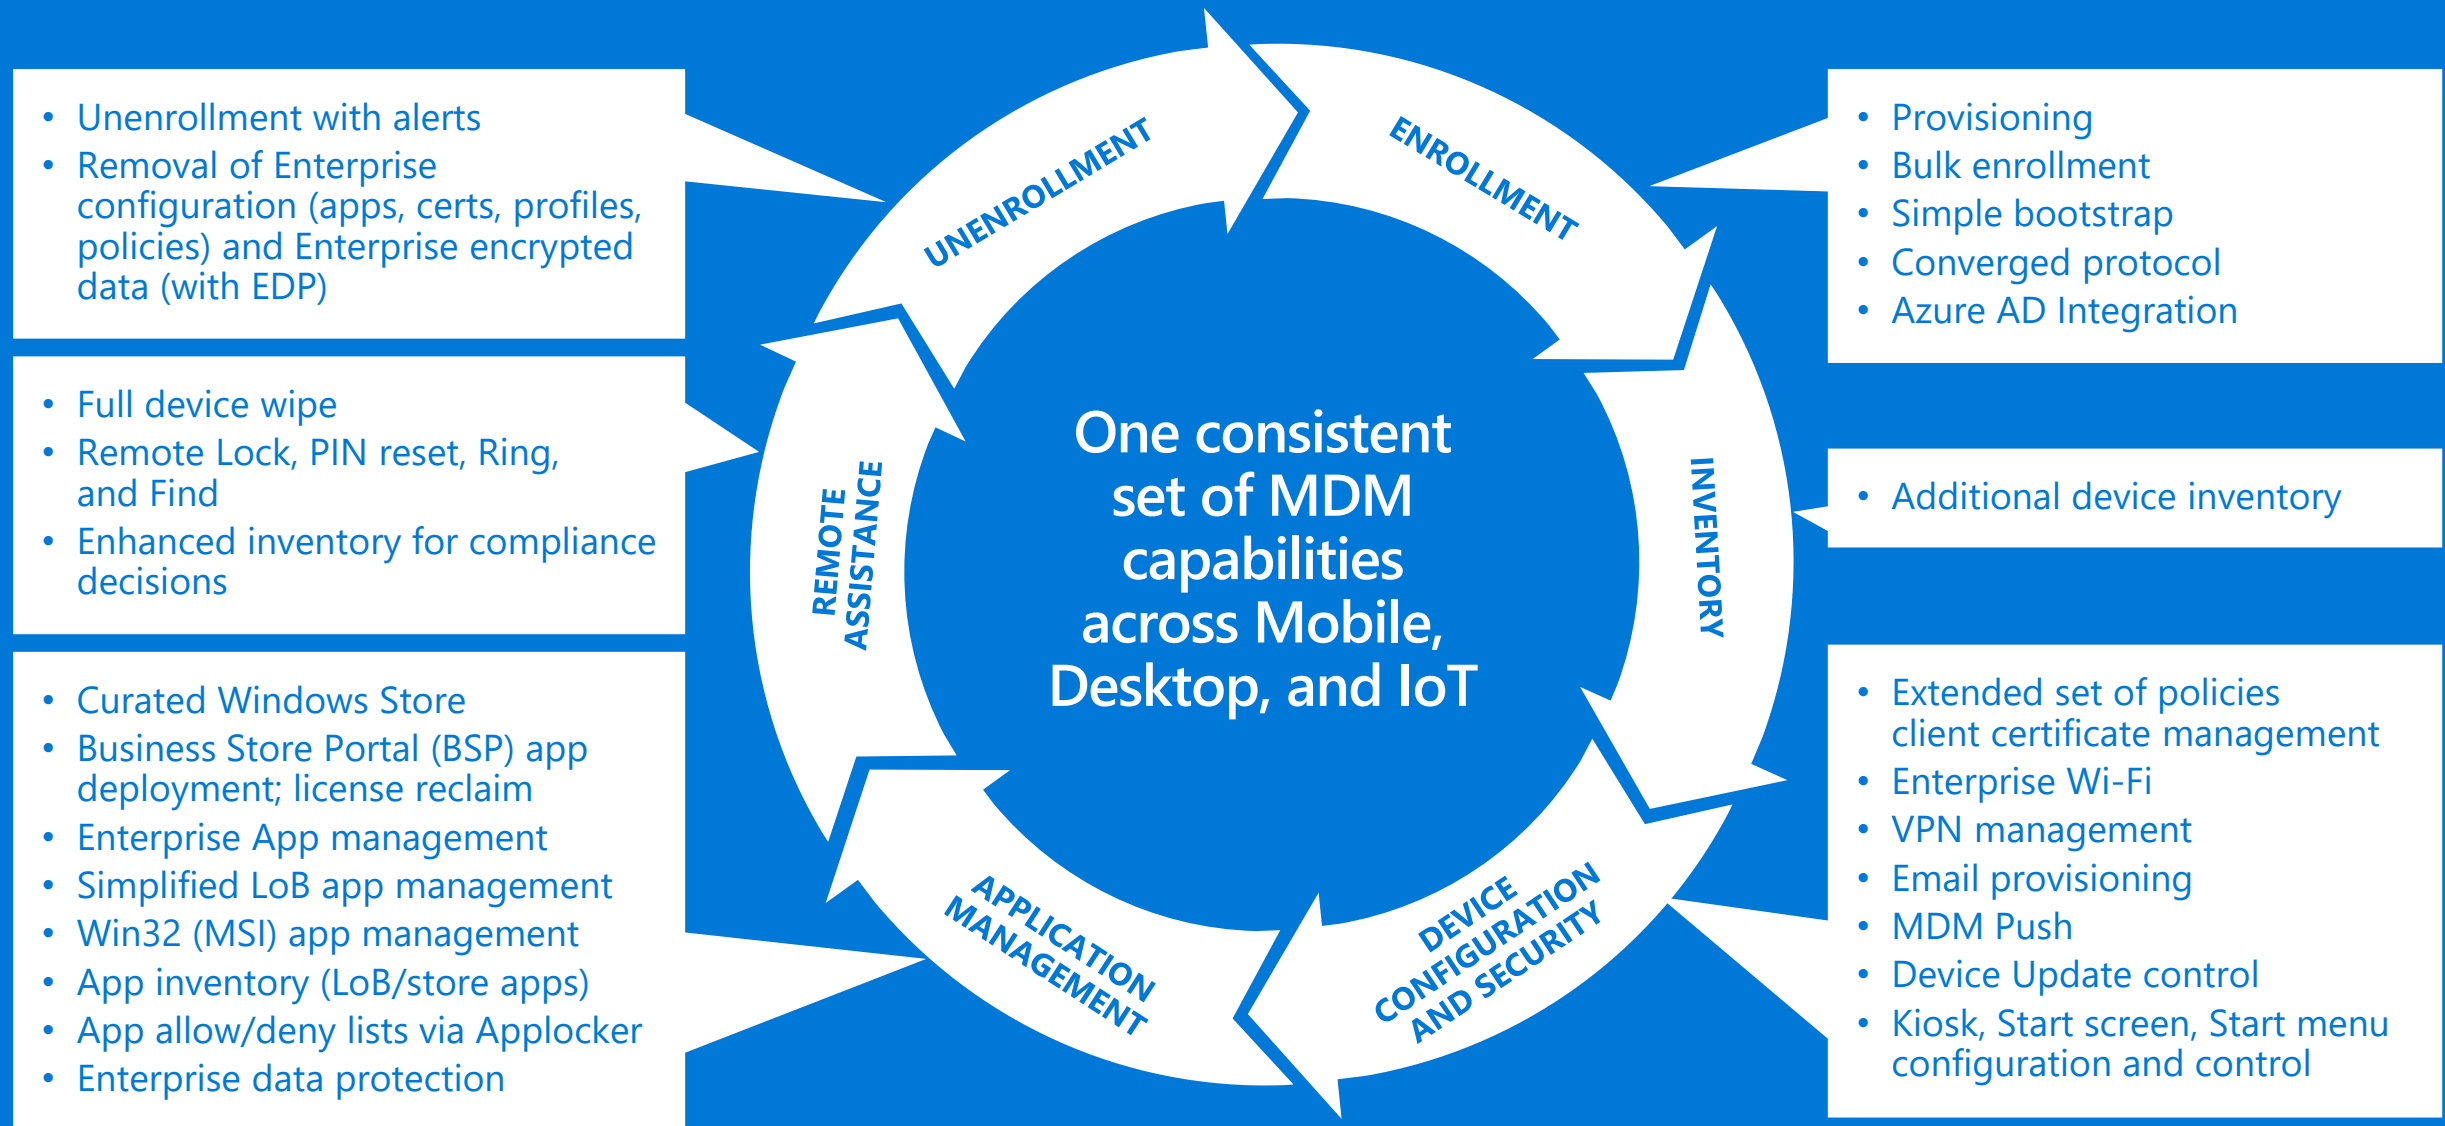 • Unenrollment with alerts
• Removal of Enterprise
configuration (apps, certs, profiles,
policies) and Enterprise encrypted
data (with EDP)
• Full device wipe
• Remote Lock, PIN reset, Ring,
and Find
• Enhanced inventory for compliance
decisions
• Curated Windows Store
• Business Store Portal (BSP) app
deployment; license reclaim
• Enterprise App management
• Simplified LoB app management
• Win32 (MSI) app management
• App inventory (LoB/store apps)
• App allow/deny lists via Applocker
• Enterprise data protection
UNENROLLMENT
ENROLLMENT
INVENTORY
DEVICE
CONFIGURATION
AND SECURITY
APPLICATION
MANAGEMENT
REMOTE
ASSISTANCE
One consistent
set of MDM
capabilities
across Mobile,
Desktop, and IoT
• Provisioning
• Bulk enrollment
• Simple bootstrap
• Converged protocol
• Azure AD Integration
• Additional device inventory
• Extended set of policies
client certificate management
• Enterprise Wi-Fi
• VPN management
• Email provisioning
• MDM Push
• Device Update control
• Kiosk, Start screen, Start menu
configuration and control